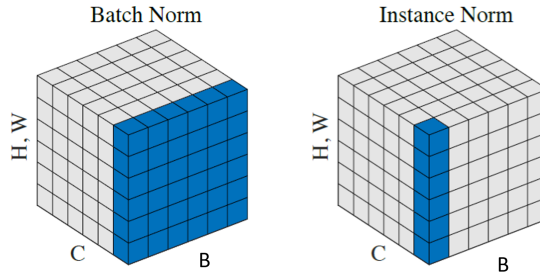 Batch Norm
H, W
C
B
Instance Norm
H, W
C
B